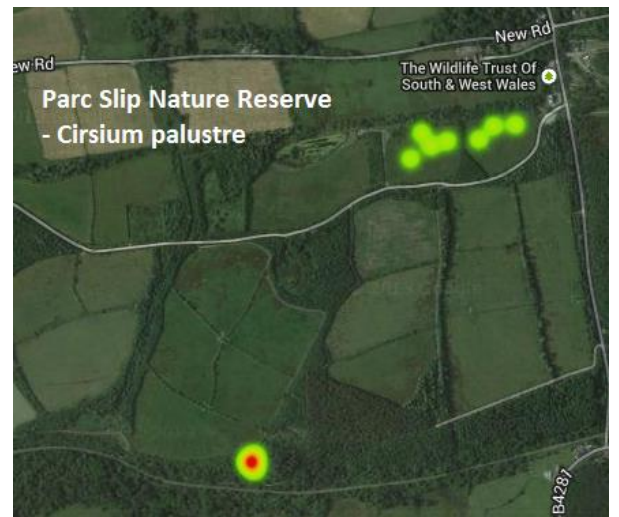 New Rd
ew Rd
The Wildlife Trust Of
South & West Wales
Parc Slip Nature Reserve
- Cirsium palustre
B4281